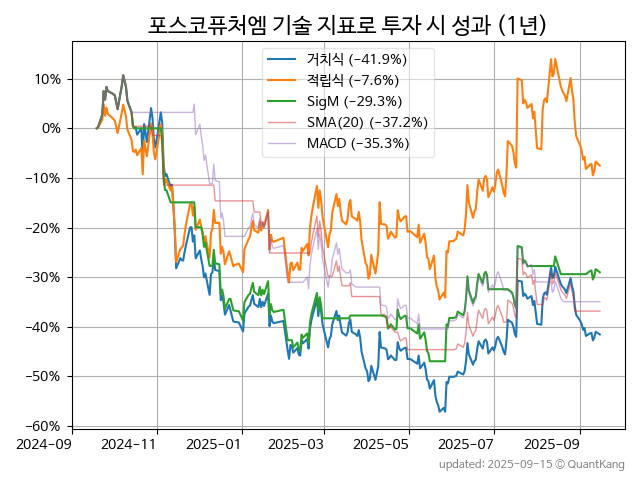 포스코퓨처엠 기술 지표로 투자 시 성과 (1년)
거치식 (−41.9%)
적립식 (−7.6%)
SigM (−29.3%)
SMA(20) (−37.2%)
MACD (−35.3%)
10%
0%
−10%
−20%
−30%
−40%
−50%
−60%
2024-09
2024-11
2025-01
2025-03
2025-05
2025-07
2025-09
updated: 2025-09-15 © QuantKang